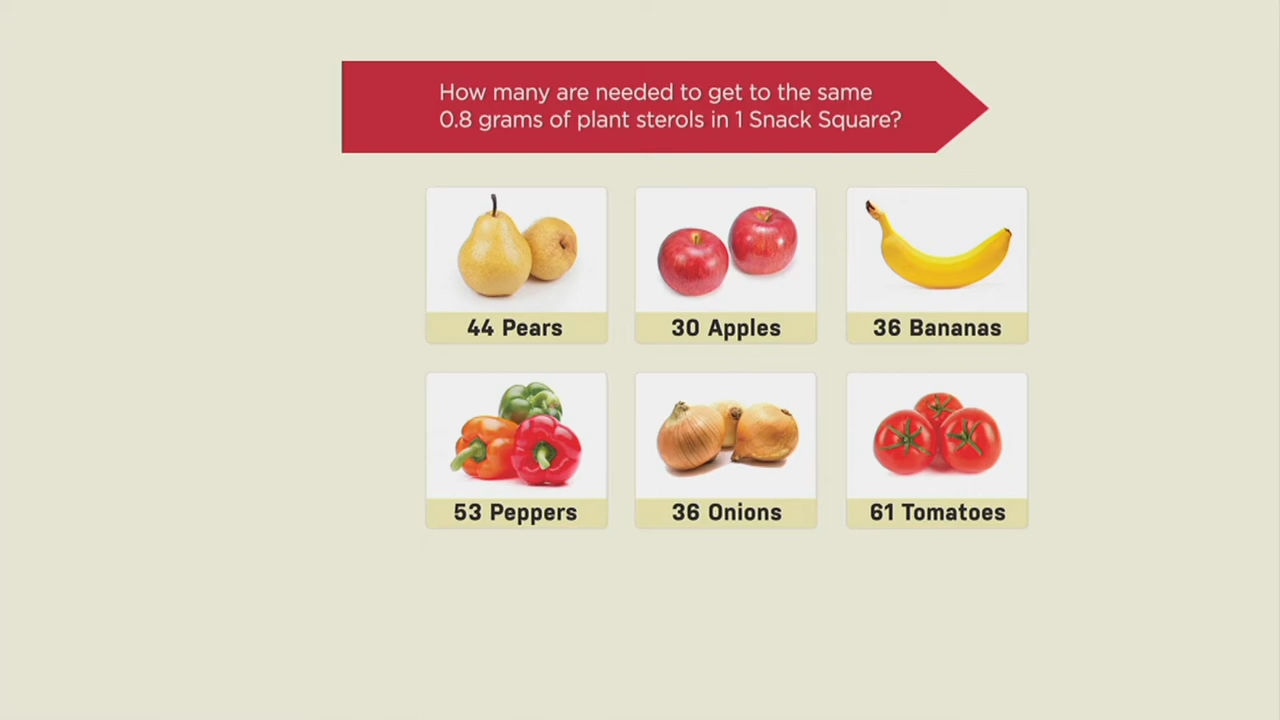 How many are needed to get to the same
0.8 grams of plant sterols in 1 Snack Square?
44 Pears
30 Apples
36 Bananas
53 Peppers
36 Onions
61 Tomatoes